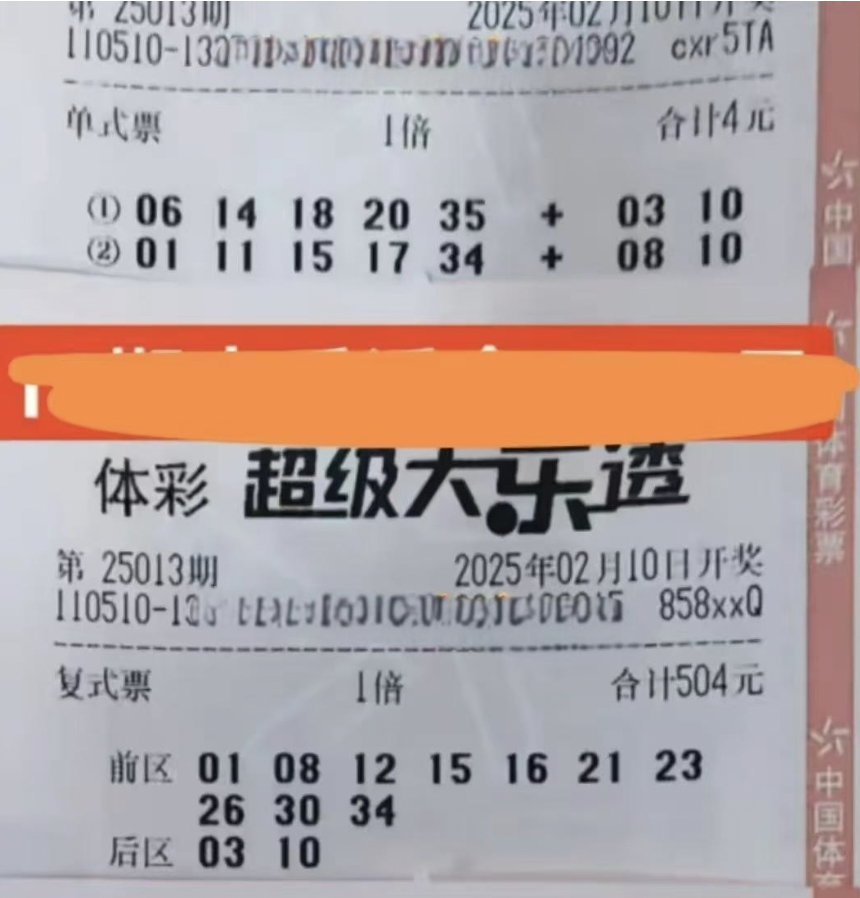 第 25013期 2025年02月10日开奖
110510-13 cxr5TA
单式票 1倍 合计4元
① 06 14 18 20 35 + 03 10
② 01 11 15 17 34 + 08 10
体彩 超级大乐透
第 25013期 2025年02月10日开奖
110510-13 858xxQ
复式票 1倍 合计504元
前区 01 08 12 15 16 21 23
26 30 34
后区 03 10
中国
体育彩票
中国体育